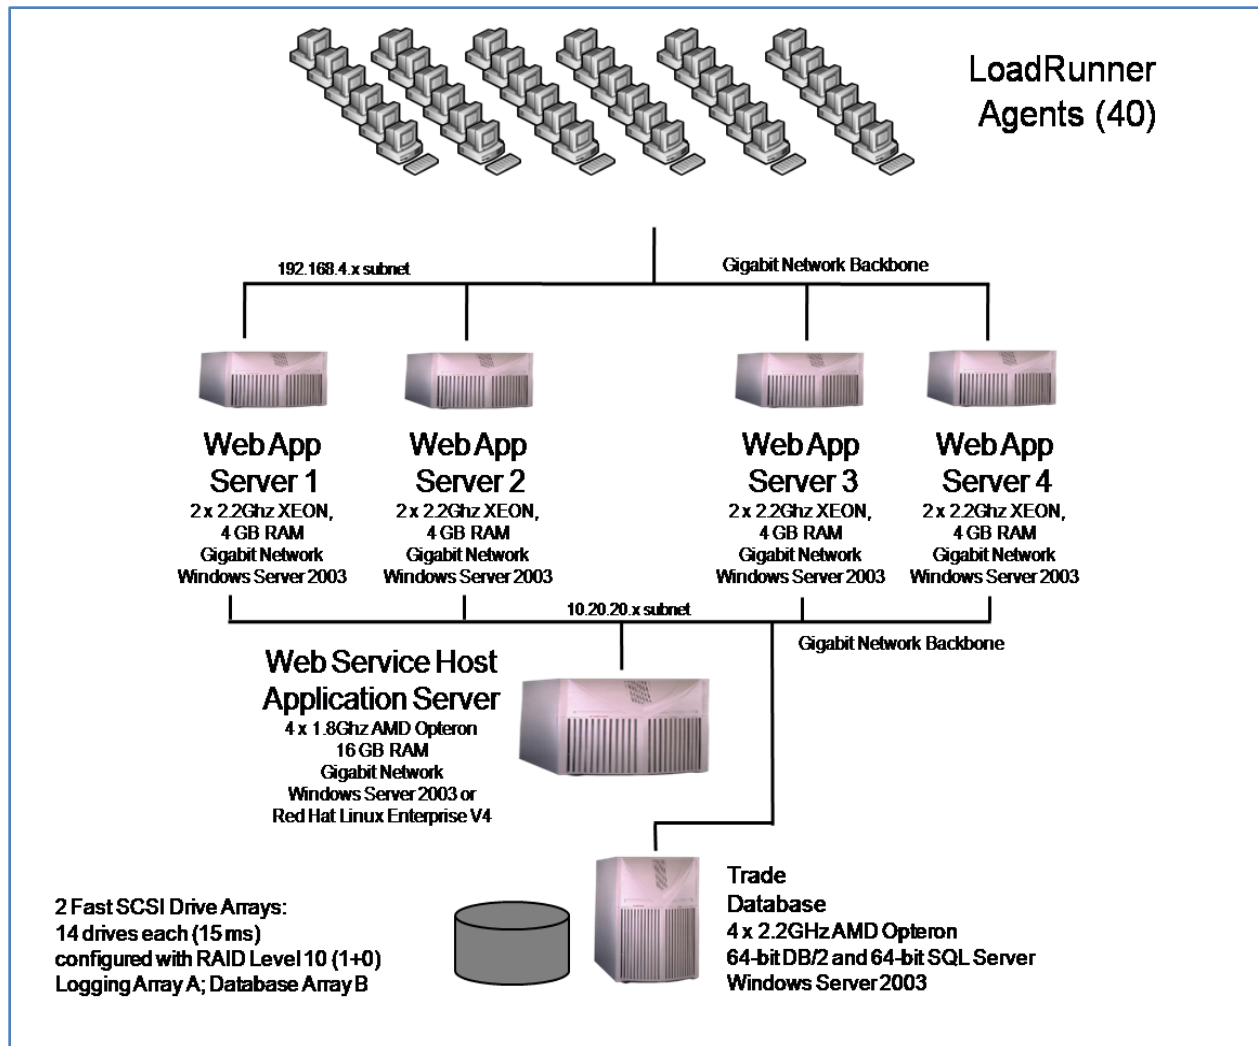 LoadRunner
Agents (40)
192.168.4.x subnet
Gigabit Network Backbone
Web App
Server 1
2 x 2.2Ghz XEON,
4 GB RAM
Gigabit Network
Windows Server 2003
Web App
Server 2
2 x 2.2Ghz XEON,
4 GB RAM
Gigabit Network
Windows Server 2003
Web App
Server 3
2 x 2.2Ghz XEON,
4 GB RAM
Gigabit Network
Windows Server 2003
Web App
Server 4
2 x 2.2Ghz XEON,
4 GB RAM
Gigabit Network
Windows Server 2003
10.20.20.x subnet
Gigabit Network Backbone
Web Service Host
Application Server
4 x 1.8Ghz AMD Opteron
16 GB RAM
Gigabit Network
Windows Server 2003 or
Red Hat Linux Enterprise V4
2 Fast SCSI Drive Arrays:
14 drives each (15 ms)
configured with RAID Level 10 (1+0)
Logging Array A; Database Array B
Trade
Database
4 x 2.2GHz AMD Opteron
64-bit DB/2 and 64-bit SQL Server
Windows Server 2003